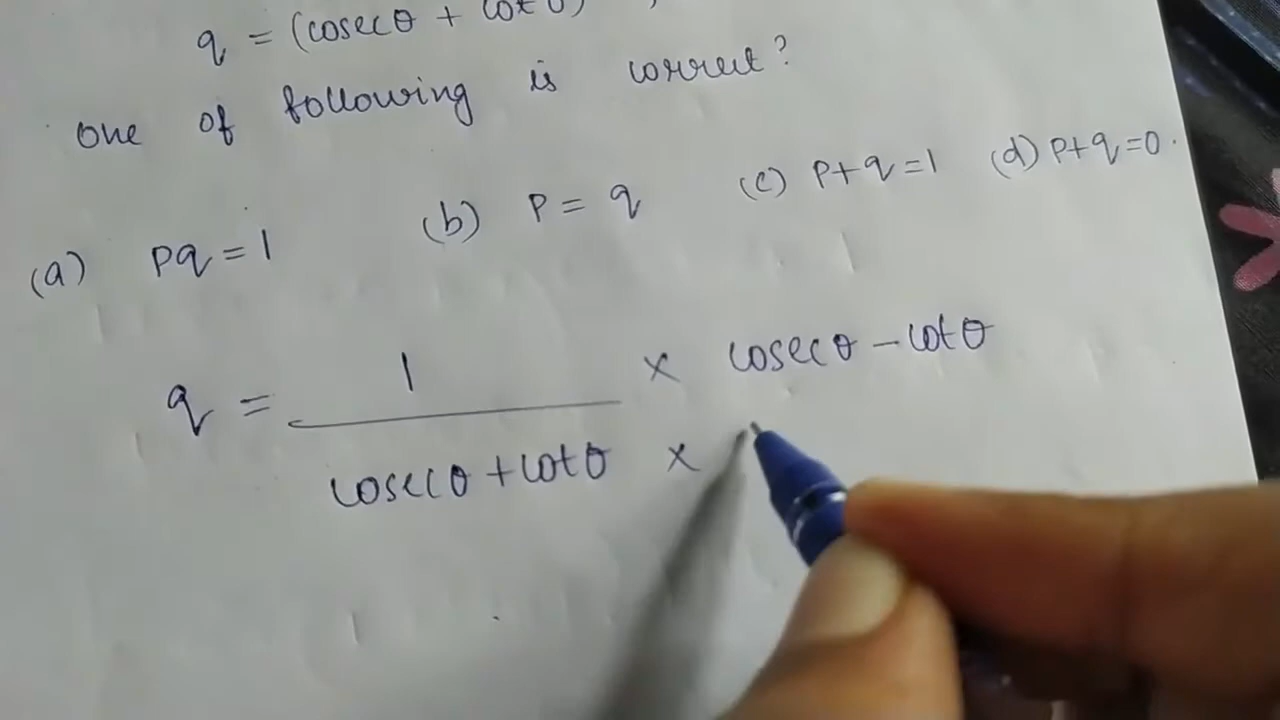 q = (cosecθ + cotθ)
one of following is correct?
(a) pq = 1 (b) p = q (c) p+q=1 (d) p+q=0.
q = 1 × cosecθ - cotθ
cosecθ + cotθ ×